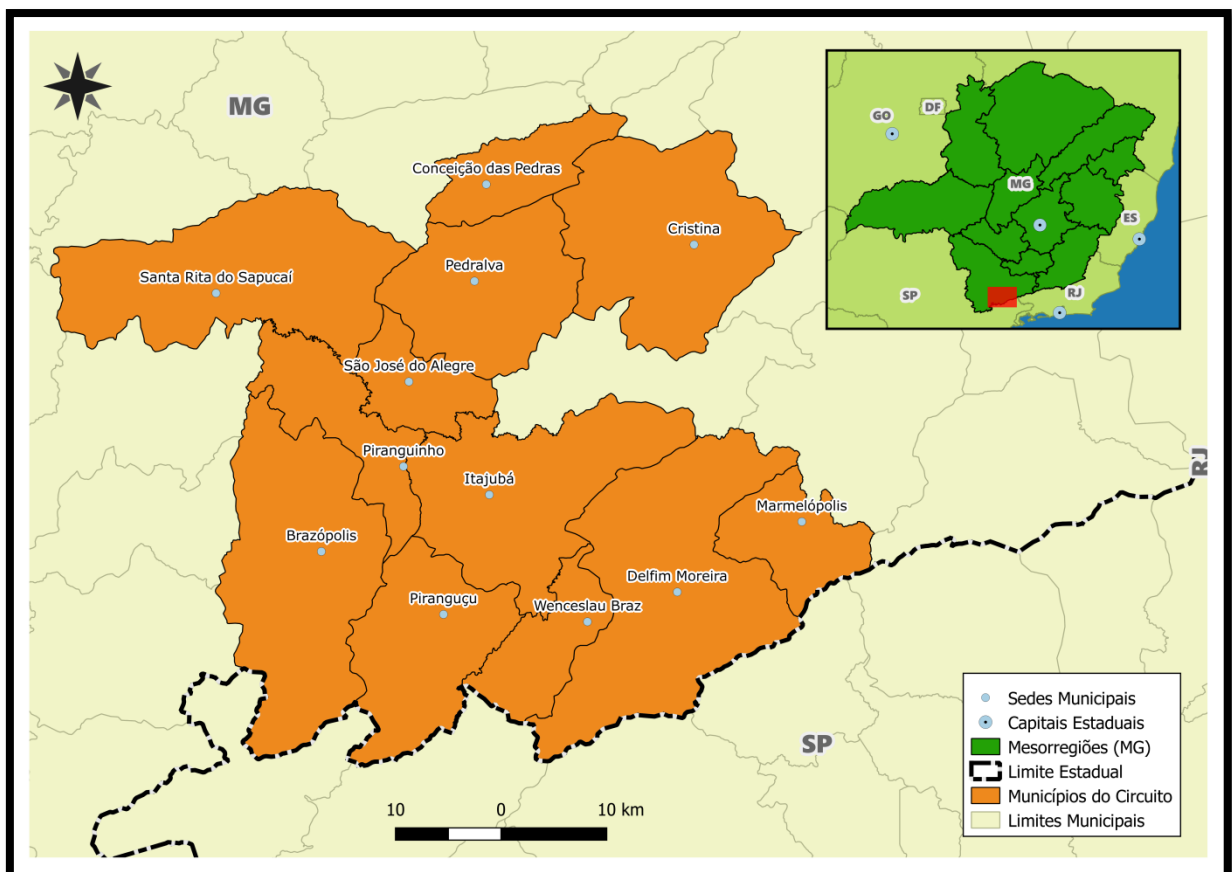 MG
Conceição das Pedras
Cristina
Santa Rita do Sapucaí
Pedralva
São José do Alegre
Piranguinho
Itajubá
Marmelópolis
Brazópolis
Delfim Moreira
Piranguçu
Wenceslau Braz
RJ
SP
10 0 10 km
GO
DF
MG
ES
SP
RJ
Sedes Municipais
Capitais Estaduais
Mesorregiões (MG)
Limite Estadual
Municípios do Circuito
Limites Municipais